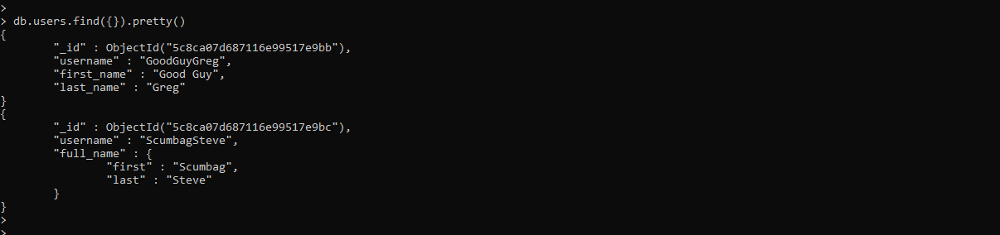 >
> db.users.find({}).pretty()
{
        "_id" : ObjectId("5c8ca07d687116e99517e9bb"),
        "username" : "GoodGuyGreg",
        "first_name" : "Good Guy",
        "last_name" : "Greg"
}
{
        "_id" : ObjectId("5c8ca07d687116e99517e9bc"),
        "username" : "ScumbagSteve",
        "full_name" : {
                "first" : "Scumbag",
                "last" : "Steve"
        }
}
>
>